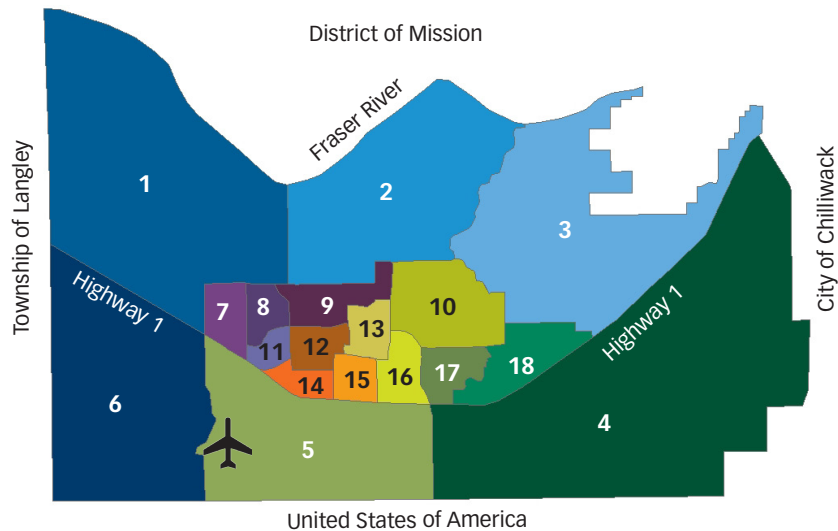 District of Mission
Fraser River
Township of Langley
City of Chilliwack
1
2
3
Highway 1
7
8
9
10
13
11
12
17
18
Highway 1
14
15
16
6
5
4
United States of America